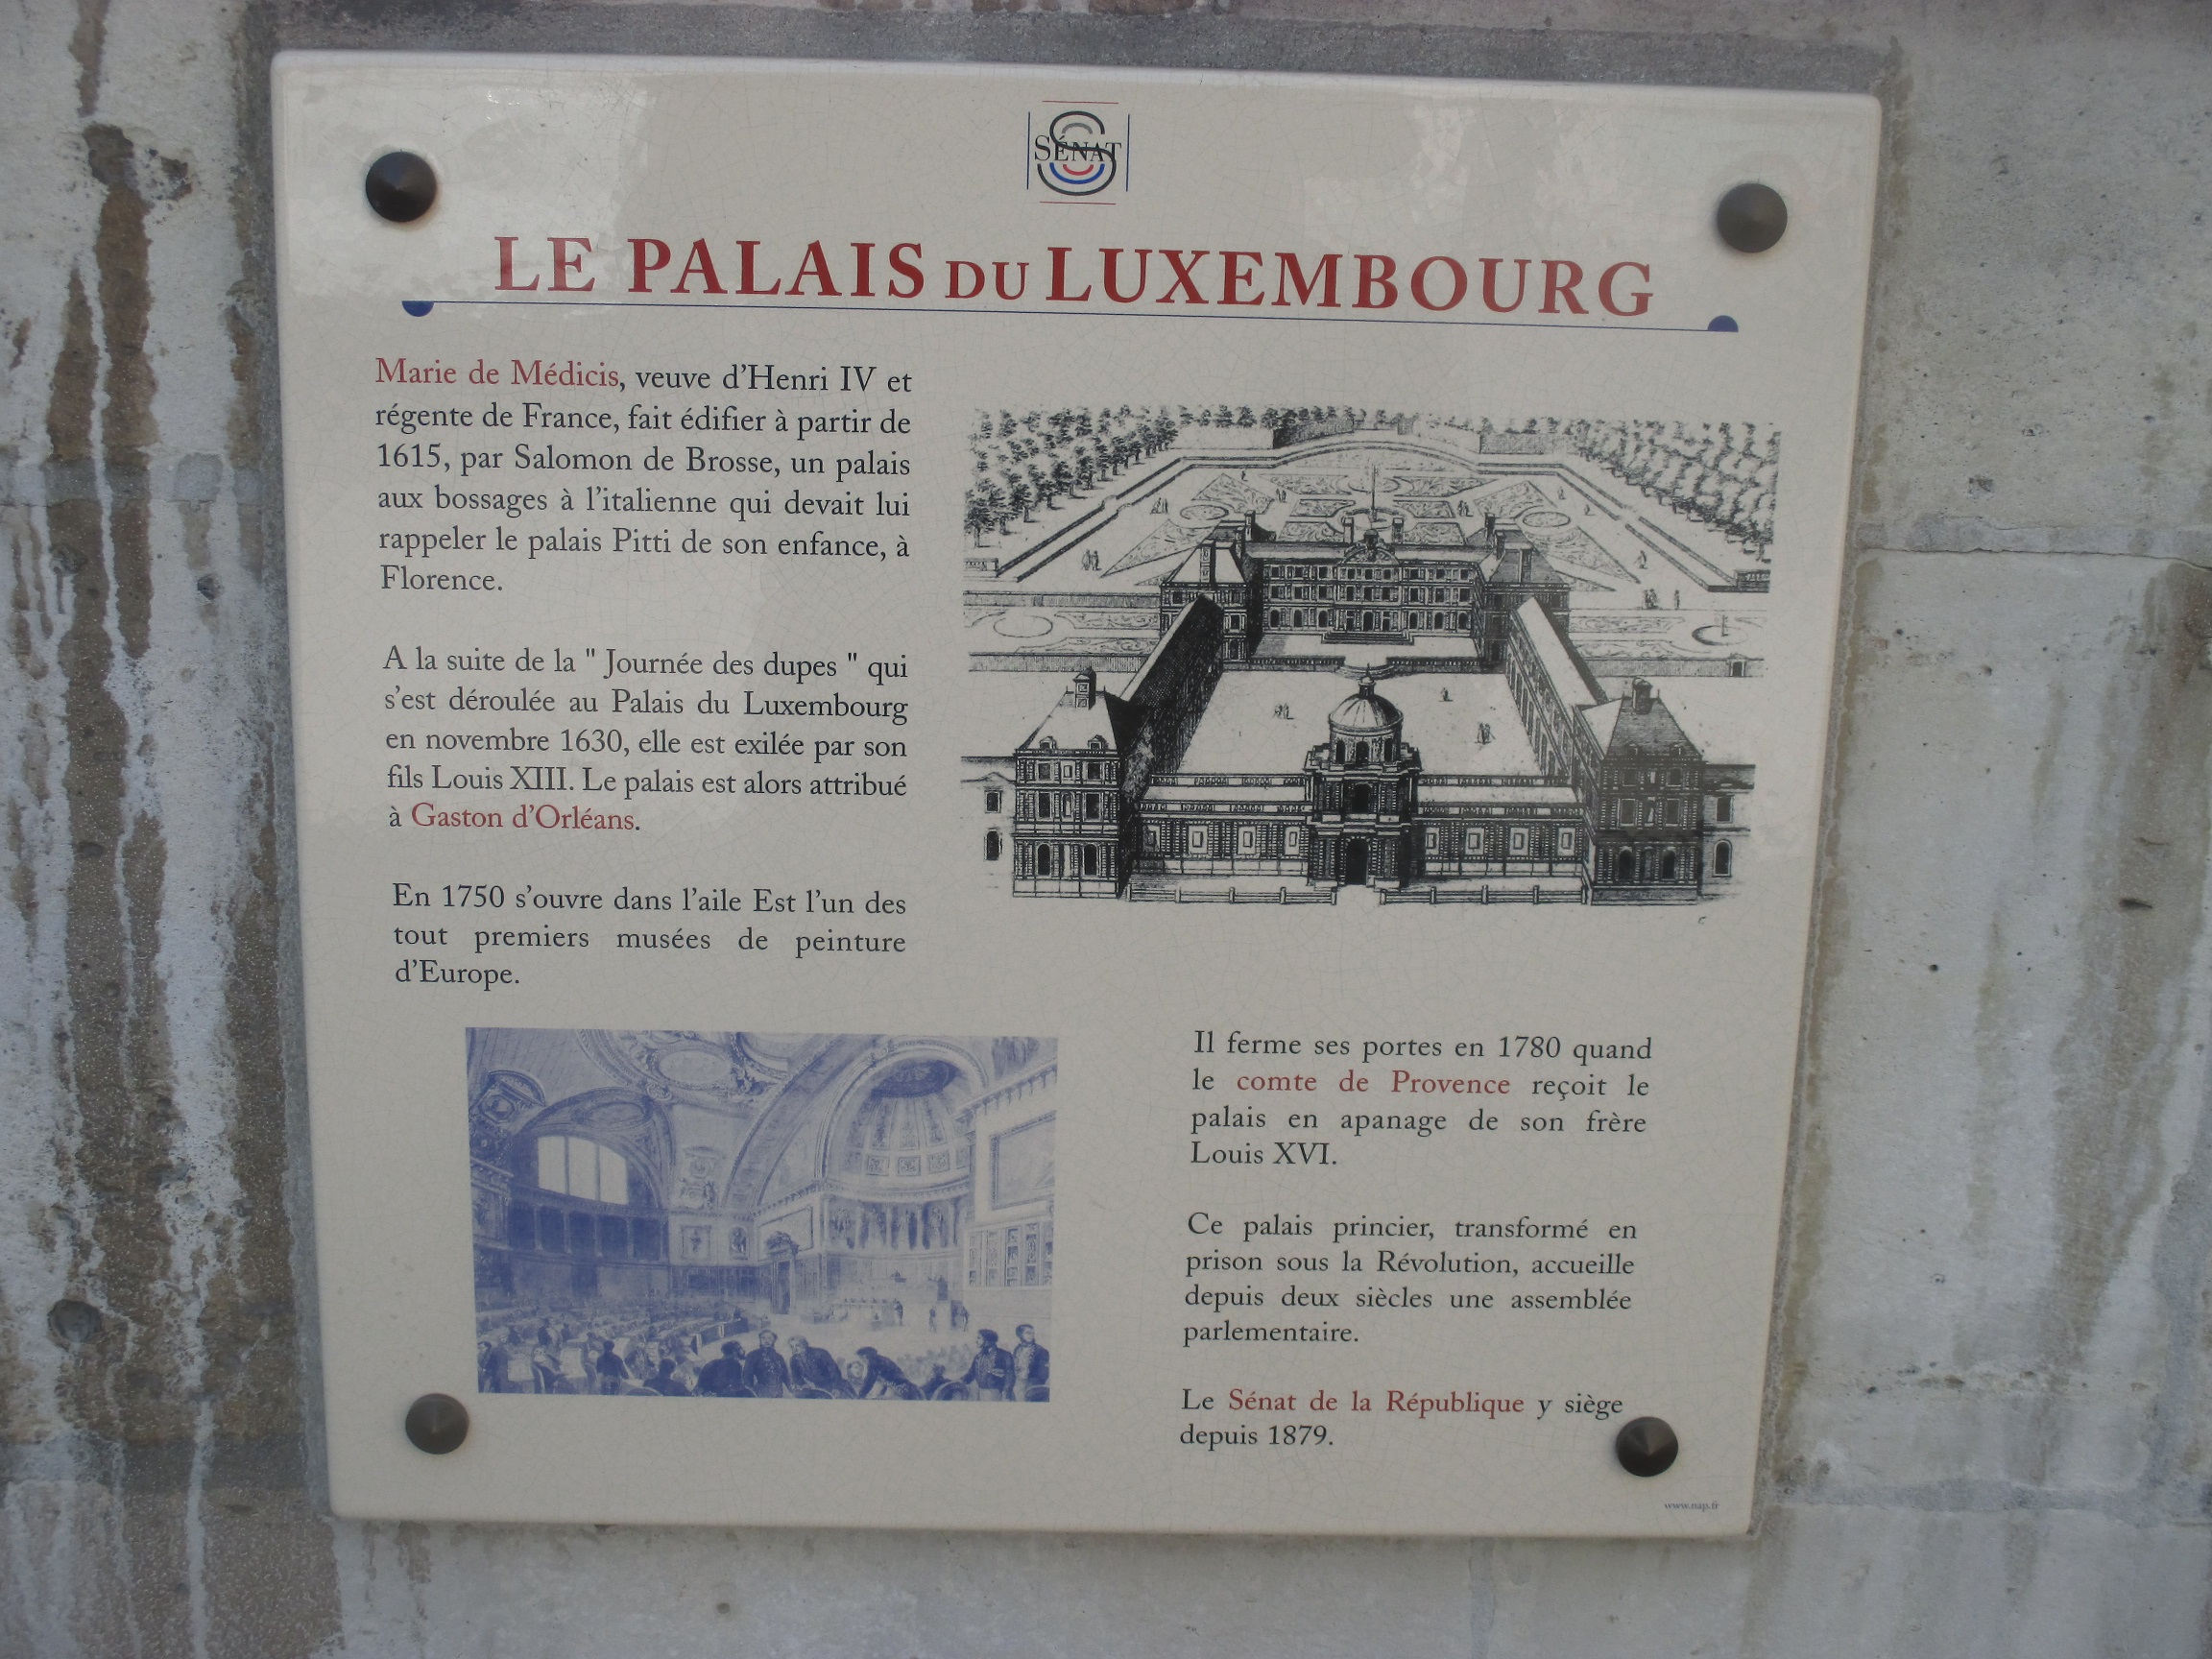 SÉNAT
LE PALAIS DU LUXEMBOURG
Marie de Médicis, veuve d'Henri IV et
régente de France, fait édifier à partir de
1615, par Salomon de Brosse, un palais
aux bossages à l'italienne qui devait lui
rappeler le palais Pitti de son enfance, à
Florence.
A la suite de la " Journée des dupes " qui
s'est déroulée au Palais du Luxembourg
en novembre 1630, elle est exilée par son
fils Louis XIII. Le palais est alors attribué
à Gaston d'Orléans.
En 1750 s'ouvre dans l'aile Est l'un des
tout premiers musées de peinture
d'Europe.
Il ferme ses portes en 1780 quand
le comte de Provence reçoit le
palais en apanage de son frère
Louis XVI.
Ce palais princier, transformé en
prison sous la Révolution, accueille
depuis deux siècles une assemblée
parlementaire.
Le Sénat de la République y siège
depuis 1879.
www.nap.fr